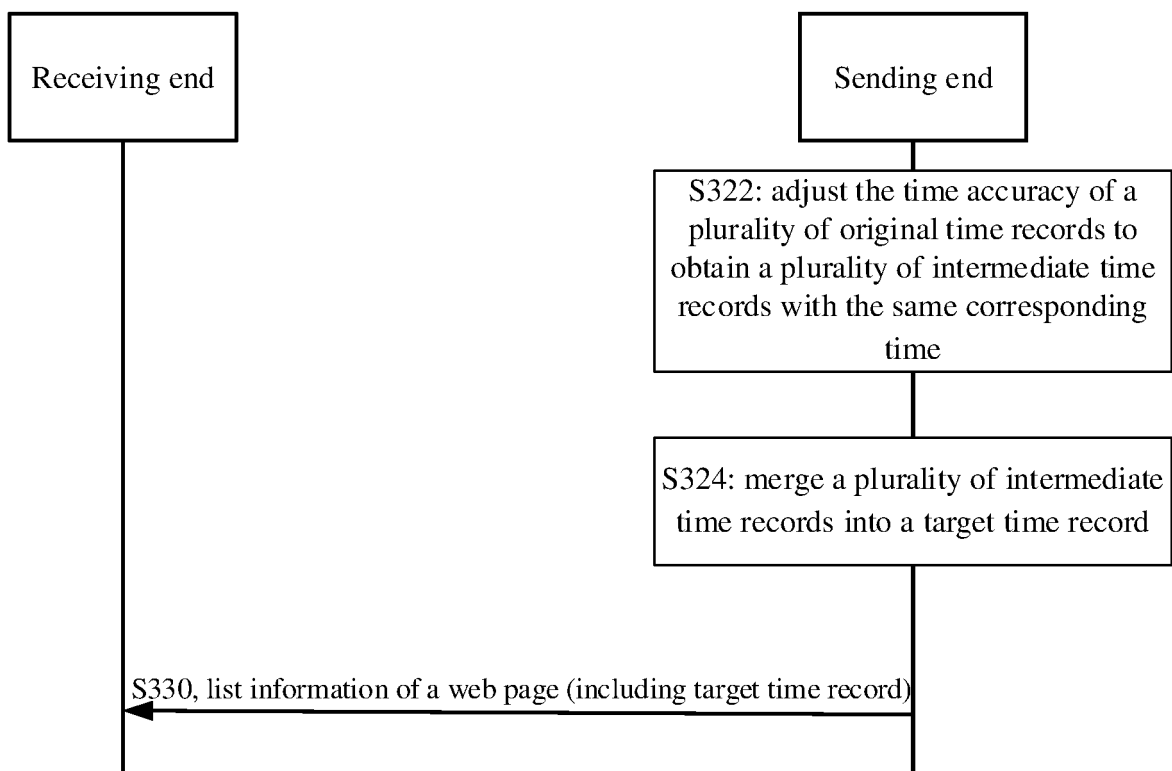 Receiving end
Sending end
S322: adjust the time accuracy of a
plurality of original time records to
obtain a plurality of intermediate time
records with the same corresponding
time
S324: merge a plurality of intermediate
time records into a target time record
S330, list information of a web page (including target time record)